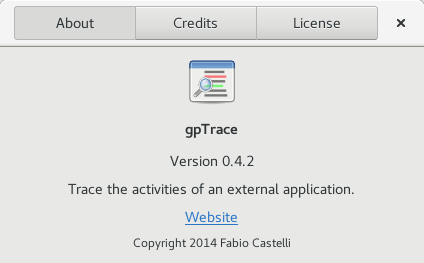 About Credits License
gpTrace
Version 0.4.2
Trace the activities of an external application.
Website
Copyright 2014 Fabio Castelli